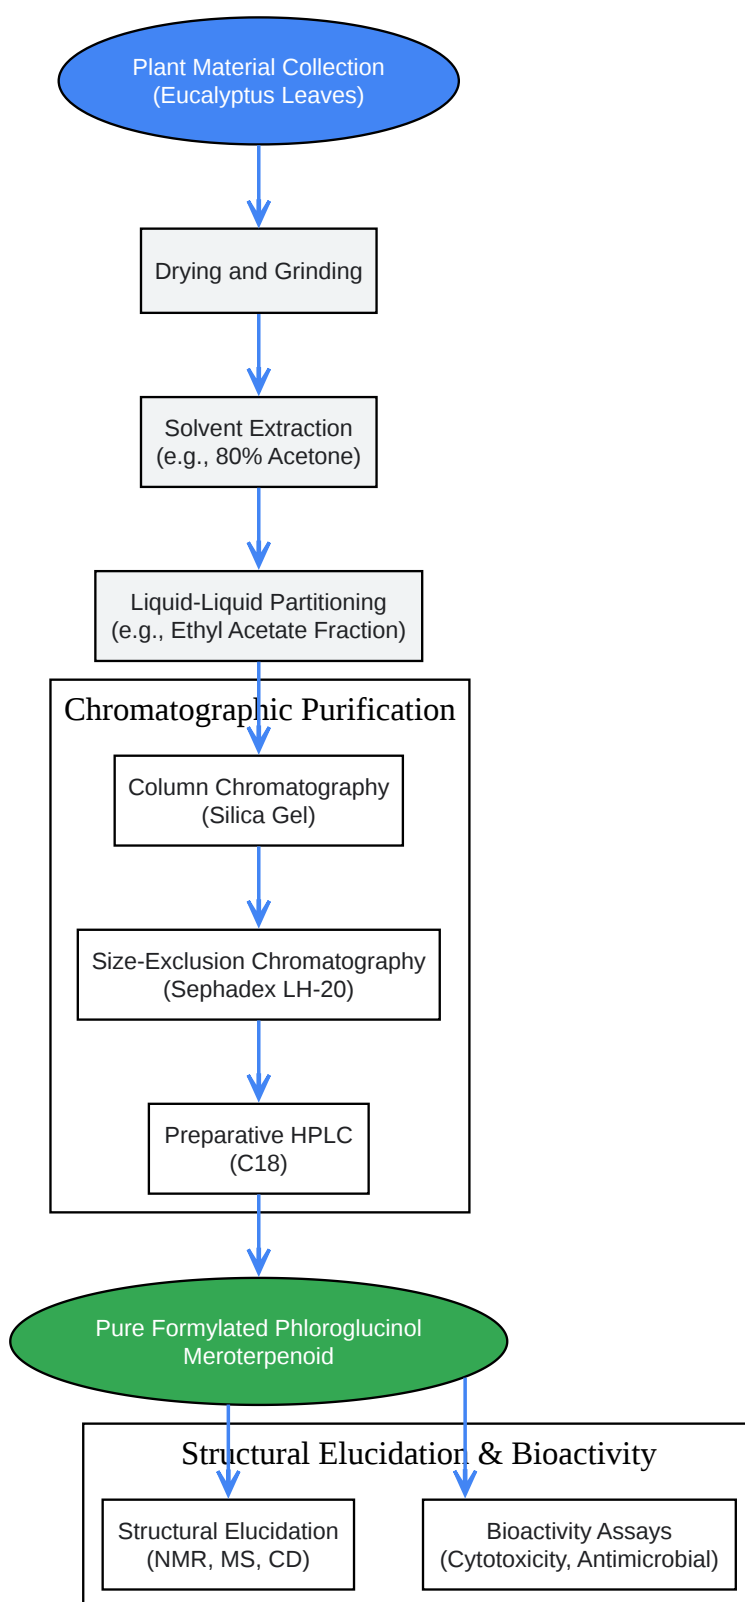 Plant Material Collection
(Eucalyptus Leaves)
Drying and Grinding
Solvent Extraction
(e.g., 80% Acetone)
Liquid-Liquid Partitioning
(e.g., Ethyl Acetate Fraction)
Chromatographic Purification
Column Chromatography
(Silica Gel)
Size-Exclusion Chromatography
(Sephadex LH-20)
Preparative HPLC
(C18)
Pure Formylated Phloroglucinol
Meroterpenoid
Structural Elucidation & Bioactivity
Structural Elucidation
(NMR, MS, CD)
Bioactivity Assays
(Cytotoxicity, Antimicrobial)